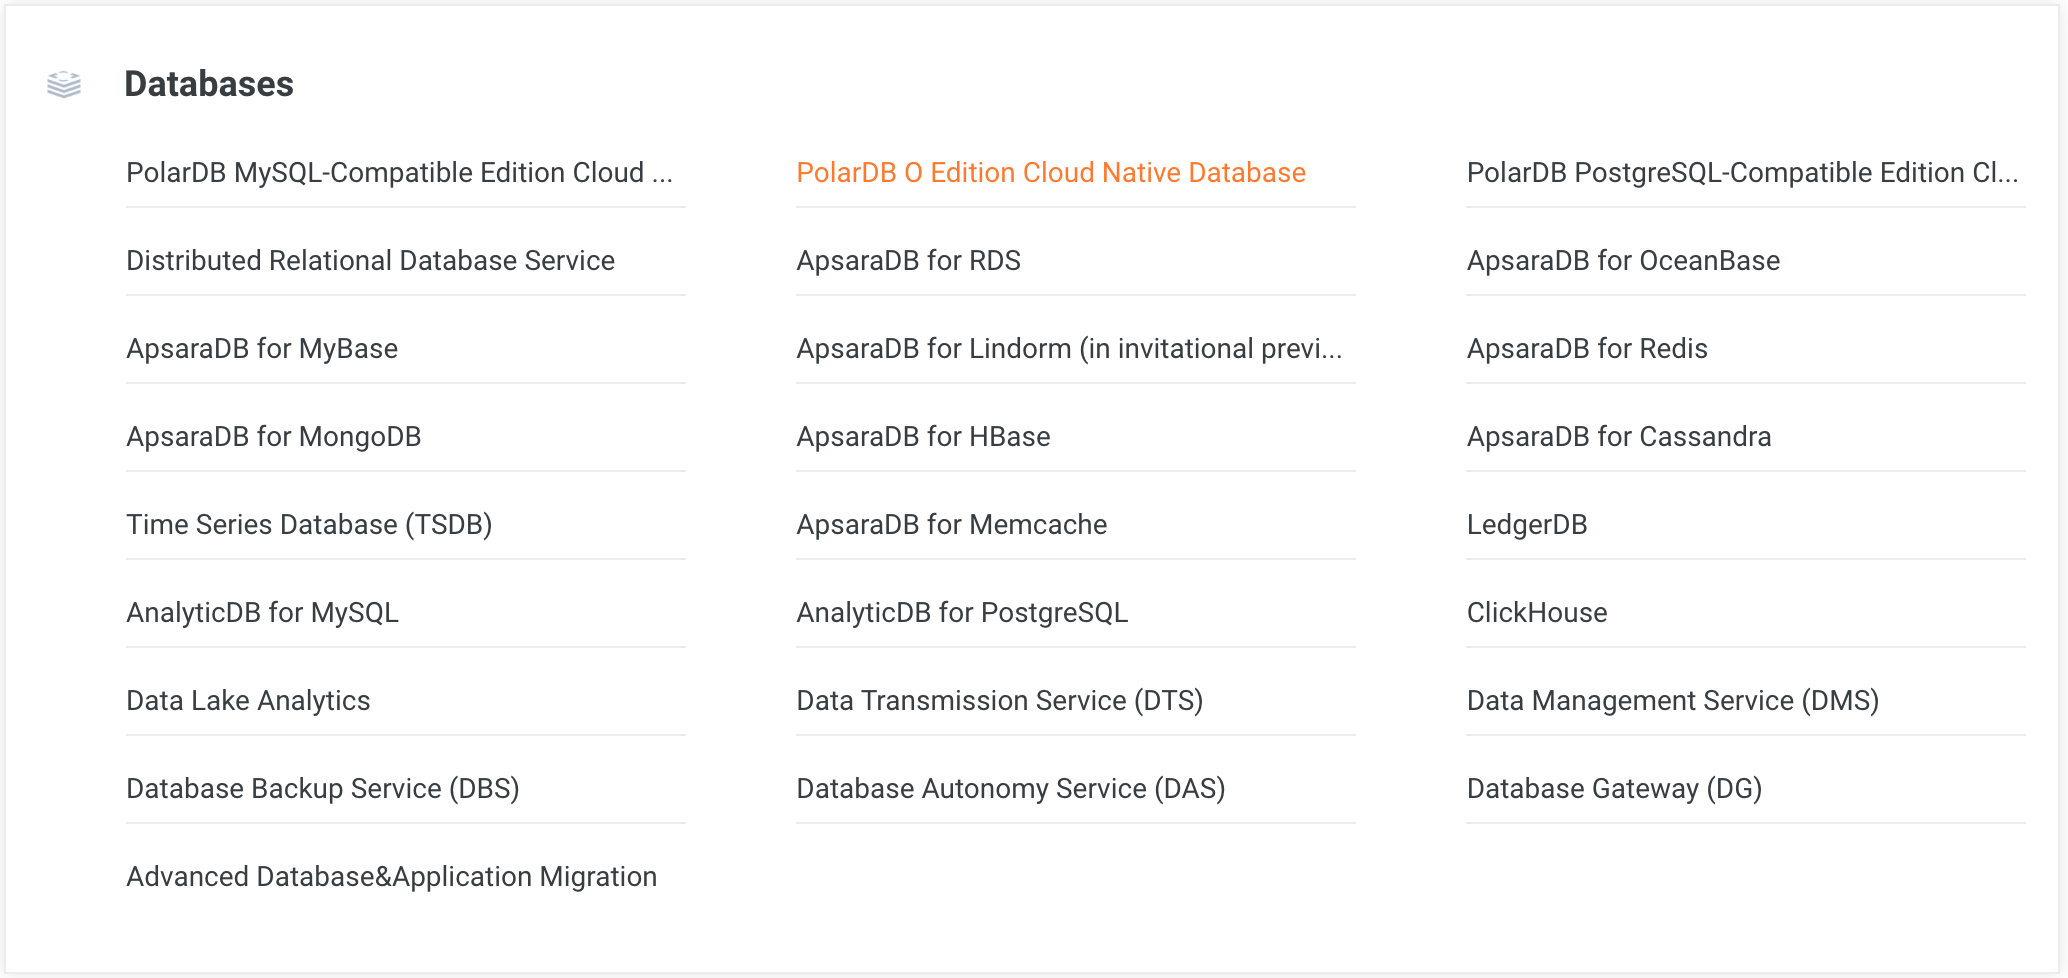 Databases
PolarDB MySQL-Compatible Edition Cloud ...
PolarDB O Edition Cloud Native Database
PolarDB PostgreSQL-Compatible Edition Cl...
Distributed Relational Database Service
ApsaraDB for RDS
ApsaraDB for OceanBase
ApsaraDB for MyBase
ApsaraDB for Lindorm (in invitational previ...
ApsaraDB for Redis
ApsaraDB for MongoDB
ApsaraDB for HBase
ApsaraDB for Cassandra
Time Series Database (TSDB)
ApsaraDB for Memcache
LedgerDB
AnalyticDB for MySQL
AnalyticDB for PostgreSQL
ClickHouse
Data Lake Analytics
Data Transmission Service (DTS)
Data Management Service (DMS)
Database Backup Service (DBS)
Database Autonomy Service (DAS)
Database Gateway (DG)
Advanced Database&Application Migration